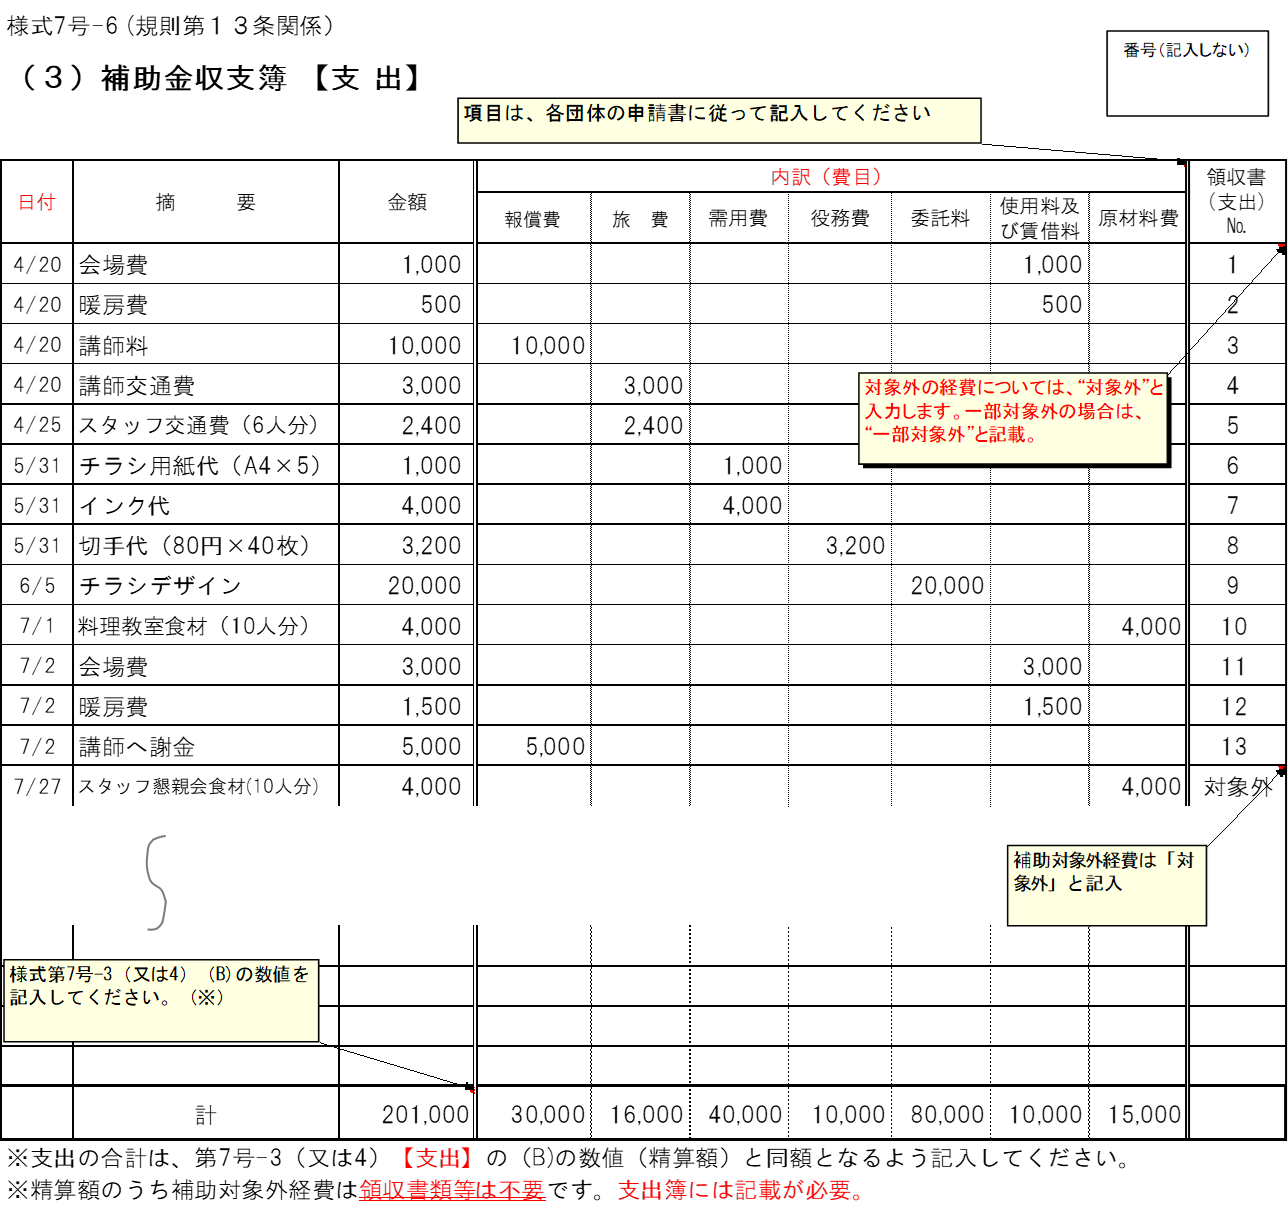 様式7号-6（規則第１３条関係）
番号（記入しない）
（３）補助金収支簿 【支 出】
項目は、各団体の申請書に従って記入してください
日付 摘 要 金額 内訳（費目） 領収書（支出）№
報償費 旅 費 需用費 役務費 委託料 使用料及び賃借料 原材料費
4/20 会場費 1,000 1,000 1
4/20 暖房費 500 500 2
4/20 講師料 10,000 10,000 3
4/20 講師交通費 3,000 3,000 4
対象外の経費については、“対象外”と
入力します。一部対象外の場合は、
“一部対象外”と記載。
4/25 スタッフ交通費（6人分） 2,400 2,400 5
5/31 チラシ用紙代（A4×5） 1,000 1,000 6
5/31 インク代 4,000 4,000 7
5/31 切手代（80円×40枚） 3,200 3,200 8
6/5 チラシデザイン 20,000 20,000 9
7/1 料理教室食材（10人分） 4,000 4,000 10
7/2 会場費 3,000 3,000 11
7/2 暖房費 1,500 1,500 12
7/2 講師へ謝金 5,000 5,000 13
7/27 スタッフ懇親会食材(10人分) 4,000 4,000 対象外
補助対象外経費は「対
象外」と記入
様式第7号-3（又は4）（B)の数値を
記入してください。（※）
計 201,000 30,000 16,000 40,000 10,000 80,000 10,000 15,000
※支出の合計は、第7号-3（又は4）【支出】の（B)の数値（精算額）と同額となるよう記入してください。
※精算額のうち補助対象外経費は領収書類等は不要です。支出簿には記載が必要。